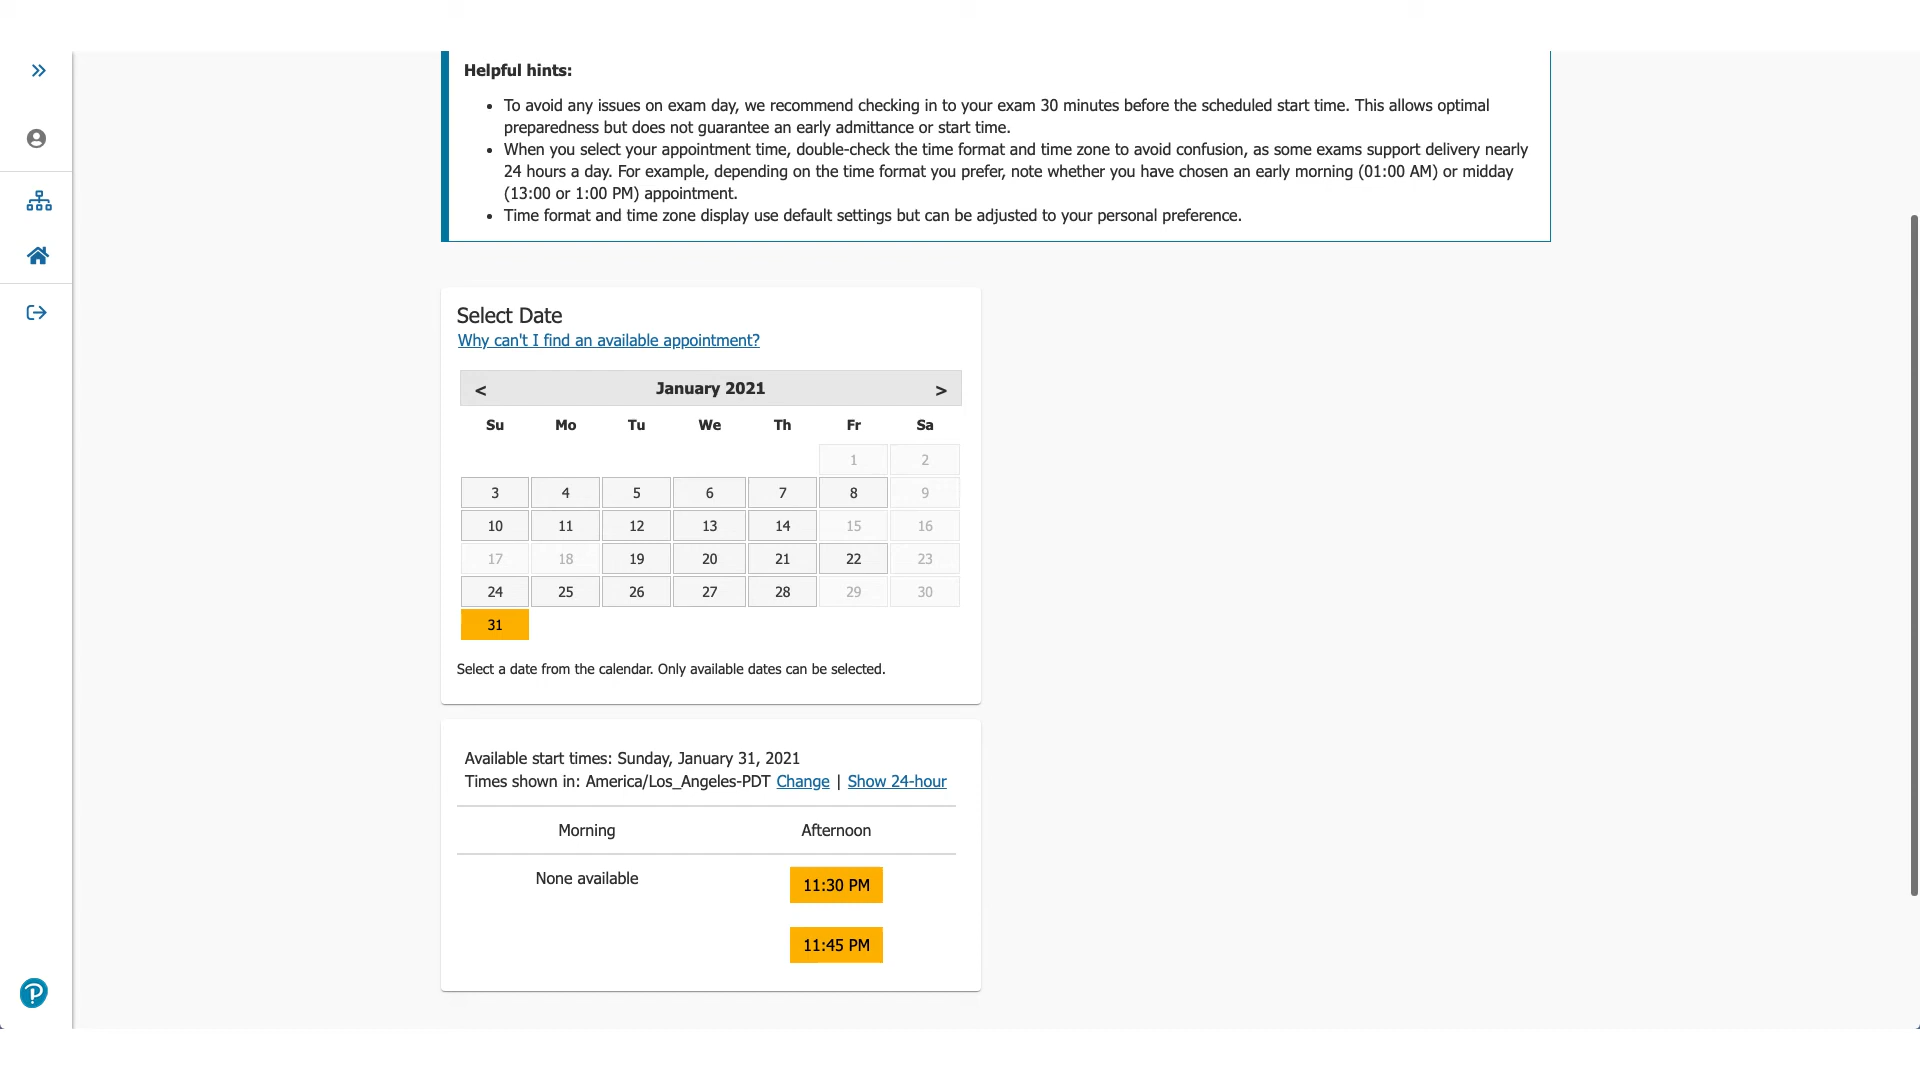 Helpful hints:
• To avoid any issues on exam day, we recommend checking in to your exam 30 minutes before the scheduled start time. This allows optimal
preparedness but does not guarantee an early admittance or start time.
• When you select your appointment time, double-check the time format and time zone to avoid confusion, as some exams support delivery nearly
24 hours a day. For example, depending on the time format you prefer, note whether you have chosen an early morning (01:00 AM) or midday
(13:00 or 1:00 PM) appointment.
• Time format and time zone display use default settings but can be adjusted to your personal preference.
Select Date
Why can't I find an available appointment?
< January 2021 >
Su Mo Tu We Th Fr Sa
1 2
3 4 5 6 7 8 9
10 11 12 13 14 15 16
17 18 19 20 21 22 23
24 25 26 27 28 29 30
31
Select a date from the calendar. Only available dates can be selected.
Available start times: Sunday, January 31, 2021
Times shown in: America/Los_Angeles-PDT Change | Show 24-hour
Morning Afternoon
None available 11:30 PM
11:45 PM